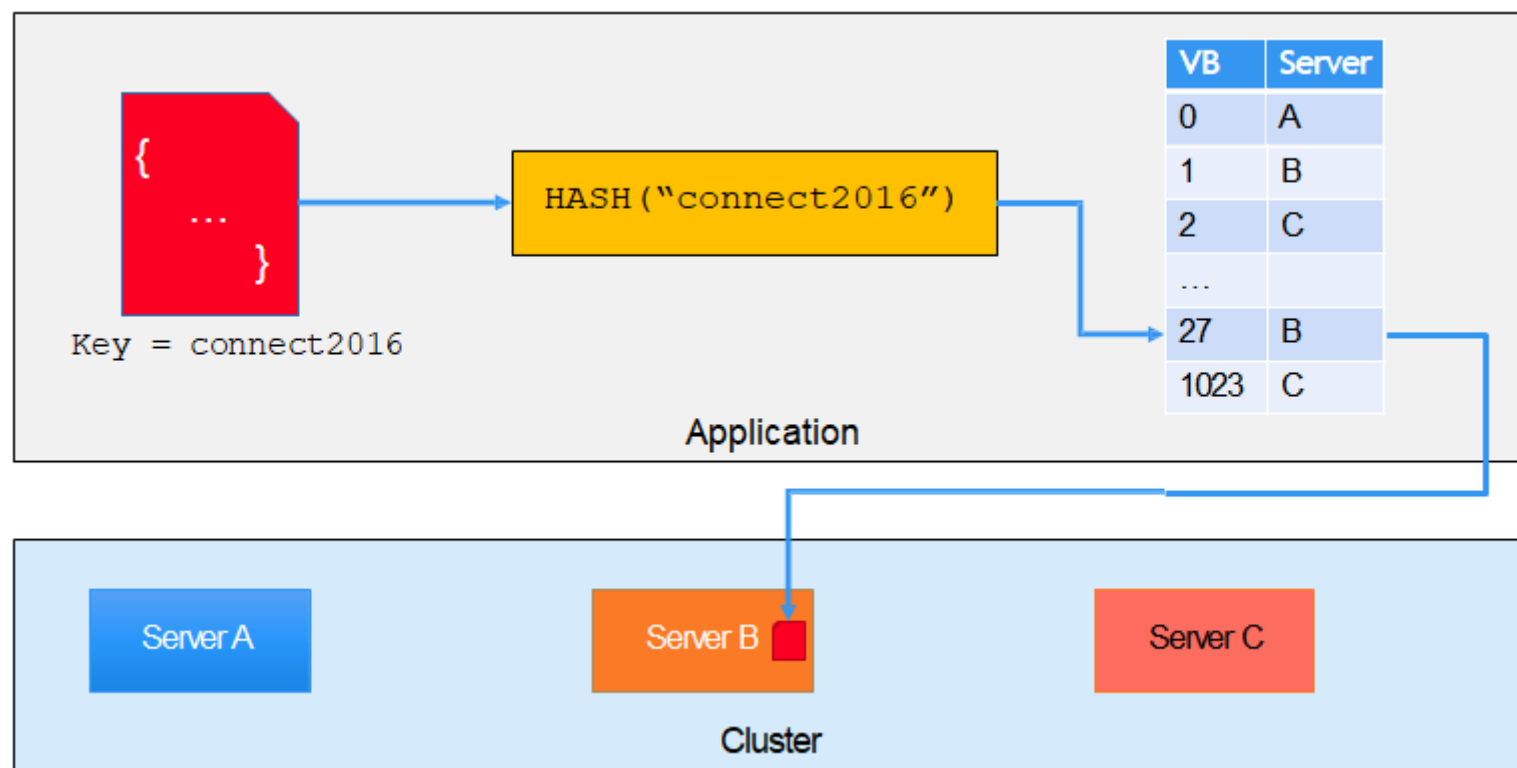 {
...
}
Key = connect2016
HASH(“connect2016”)
VB Server
0 A
1 B
2 C
...
27 B
1023 C
Application
Server A
Server B
Server C
Cluster